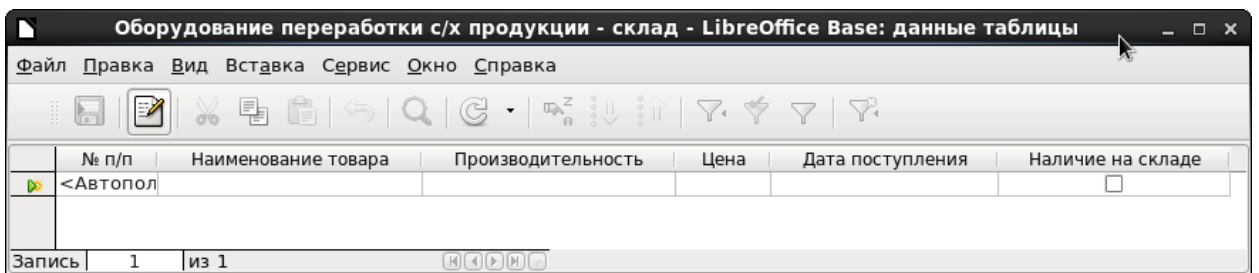 Оборудование переработки с/х продукции - склад - LibreOffice Base: данные таблицы
Файл Правка Вид Вставка Сервис Окно Справка
№ п/п Наименование товара Производительность Цена Дата поступления Наличие на складе
<Автопол
Запись 1 из 1